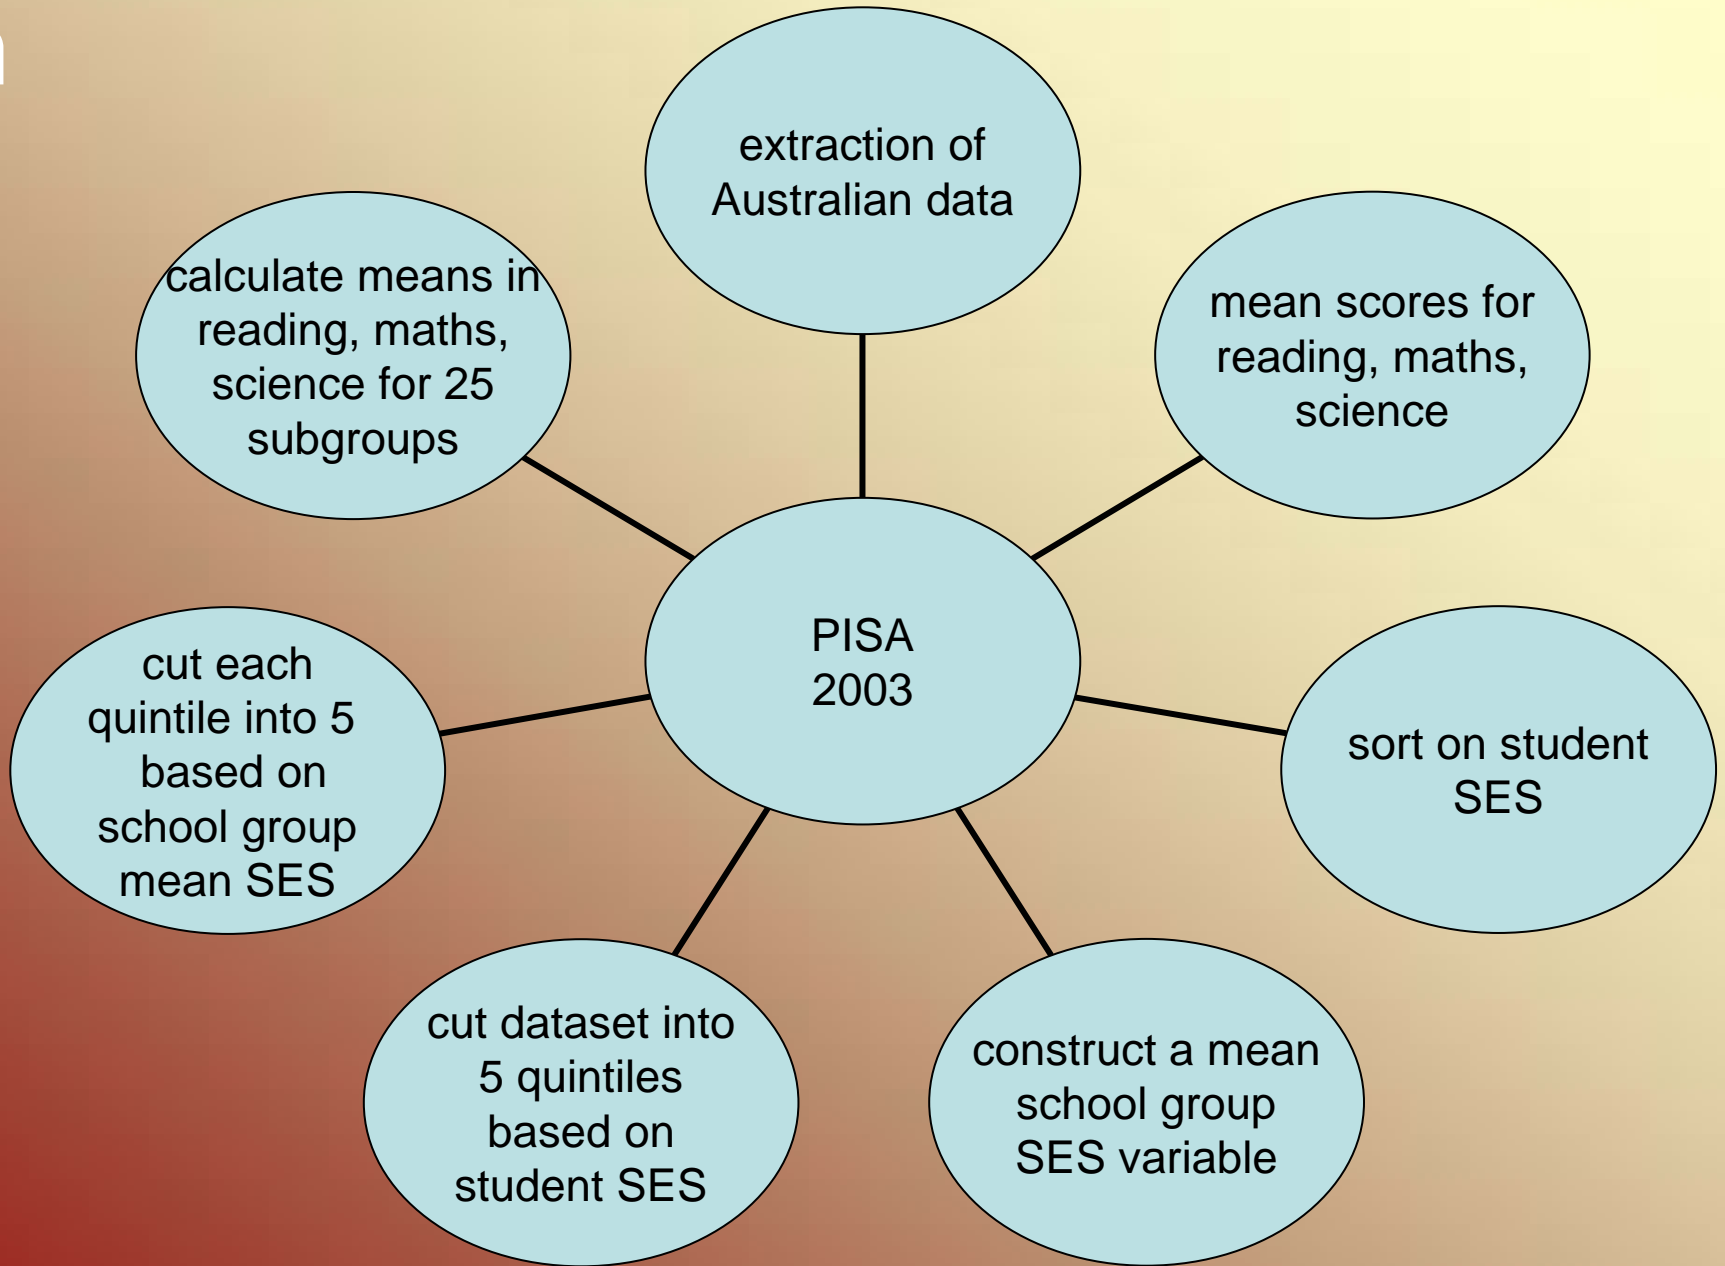 extraction of
Australian data
mean scores for
reading, maths,
science
sort on student
SES
construct a mean
school group
SES variable
cut dataset into
5 quintiles
based on
student SES
cut each
quintile into 5
based on
school group
mean SES
calculate means in
reading, maths,
science for 25
subgroups
PISA
2003